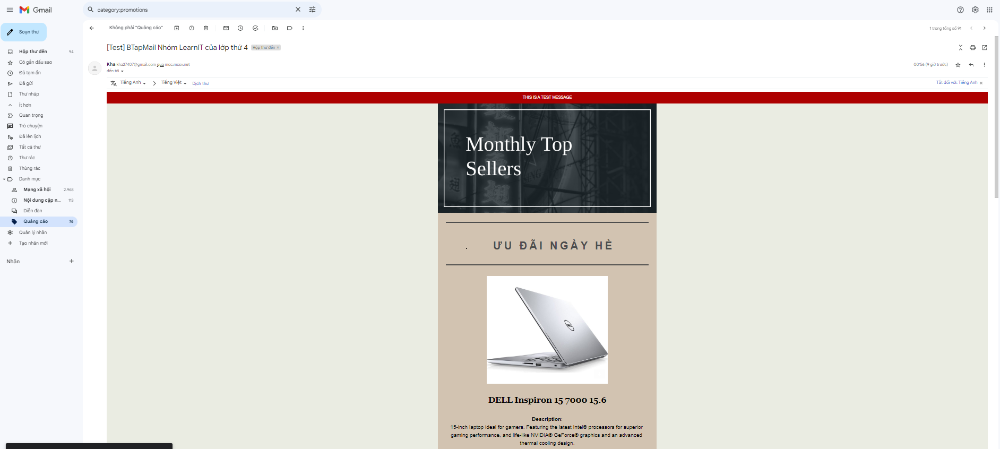 Gmail
category:promotions
Soạn thư
Không phải "Quảng cáo"
1 trong tổng số 91
Hộp thư đến 94
Có gắn dấu sao
Đã tạm ẩn
Đã gửi
Thư nháp
Ít hơn
Quan trọng
Trò chuyện
Đã lên lịch
Tất cả thư
Thư rác
Thùng rác
Danh mục
Mạng xã hội 2.968
Nội dung cập n... 113
Diễn đàn
Quảng cáo 76
Quản lý nhãn
Tạo nhãn mới
Nhãn
[Test] BTapMail Nhóm LearnIT của lớp thứ 4 Hộp thư đến ×
Kha kha27407@gmail.com qua mcc.mcsv.net
00:56 (9 giờ trước)
đến tôi
Tiếng Anh Tiếng Việt Dịch thư
Tắt đối với: Tiếng Anh ×
THIS IS A TEST MESSAGE
Monthly Top
Sellers
. ƯU ĐÃI NGÀY HÈ
DELL
DELL Inspiron 15 7000 15.6
Description:
15-inch laptop ideal for gamers. Featuring the latest Intel® processors for superior
gaming performance, and life-like NVIDIA® GeForce® graphics and an advanced
thermal cooling design.